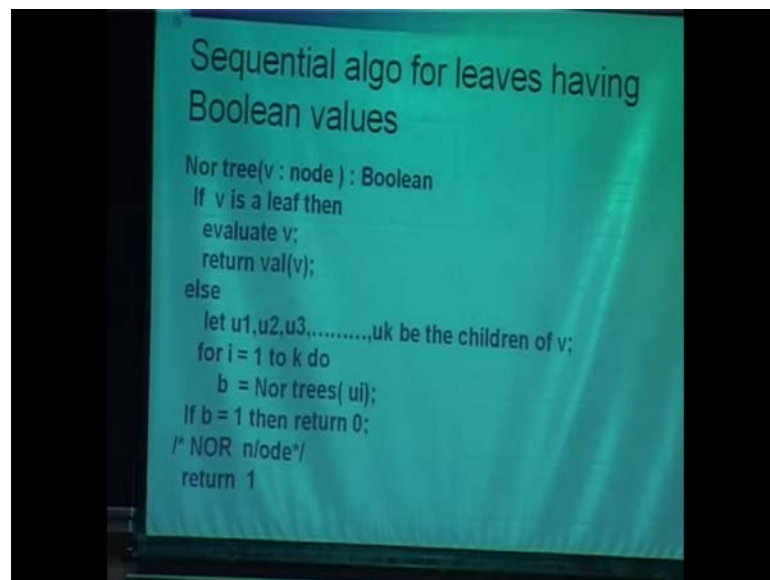 Sequential algo for leaves having
Boolean values
Nor tree(v : node ) : Boolean
If v is a leaf then
evaluate v;
return val(v);
else
let u1,u2,u3,.........,uk be the children of v;
for i = 1 to k do
b = Nor trees( ui);
If b = 1 then return 0;
/* NOR n/ode*/
return 1